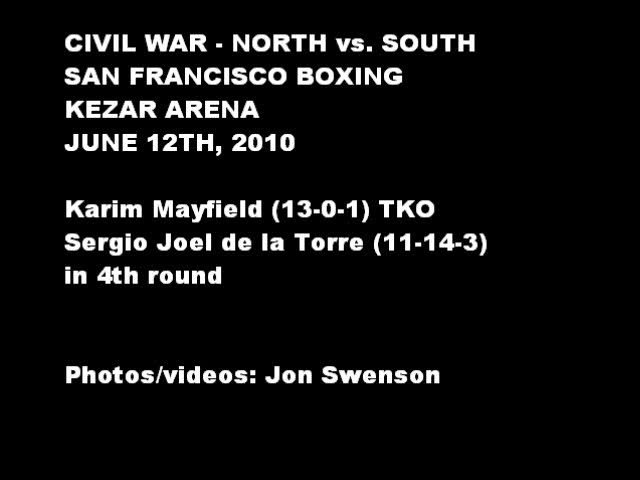 CIVIL WAR - NORTH vs. SOUTH
SAN FRANCISCO BOXING
KEZAR ARENA
JUNE 12TH, 2010
Karim Mayfield (13-0-1) TKO
Sergio Joel de la Torre (11-14-3)
in 4th round
Photos/videos: Jon Swenson